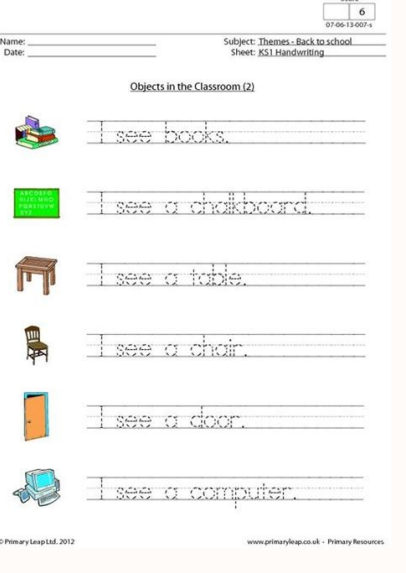 6
07-06-13-007-s
Name:
Subject: Themes - Back to school
Date:
Sheet: KS1 Handwriting
Objects in the Classroom (2)
I see books.
A B C D E F G
H I J K L M N O
P Q R S T U V W
X Y Z
I see a chalkboard.
I see a table.
I see a chair.
I see a door.
I see a computer.
© Primary Leap Ltd. 2012
www.primaryleap.co.uk - Primary Resources